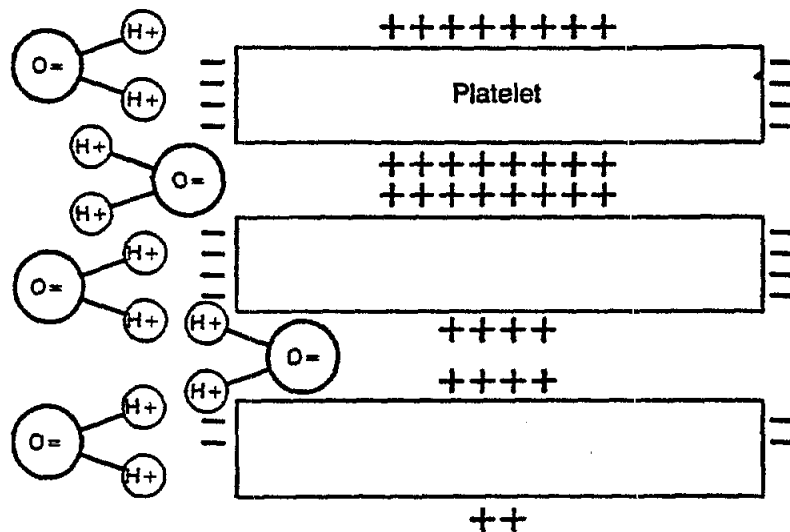 ++++++++
H+
O=
H+
− − − −
Platelet
− − − −
H+
O=
H+
++++++++
++++++++
H+
O=
H+
− − − −
− − − −
H+
O=
H+
++++
++++
H+
O=
H+
− −
− −
++